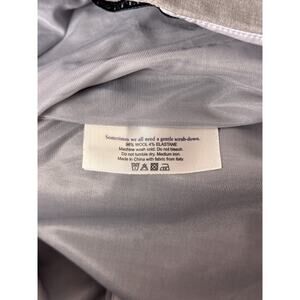 Sometimes we all need a gentle scrub-down.
96% WOOL 4% ELASTANE
Machine wash cold. Do not bleach.
Do not tumble dry. Medium iron.
Made in China with fabric from Italy